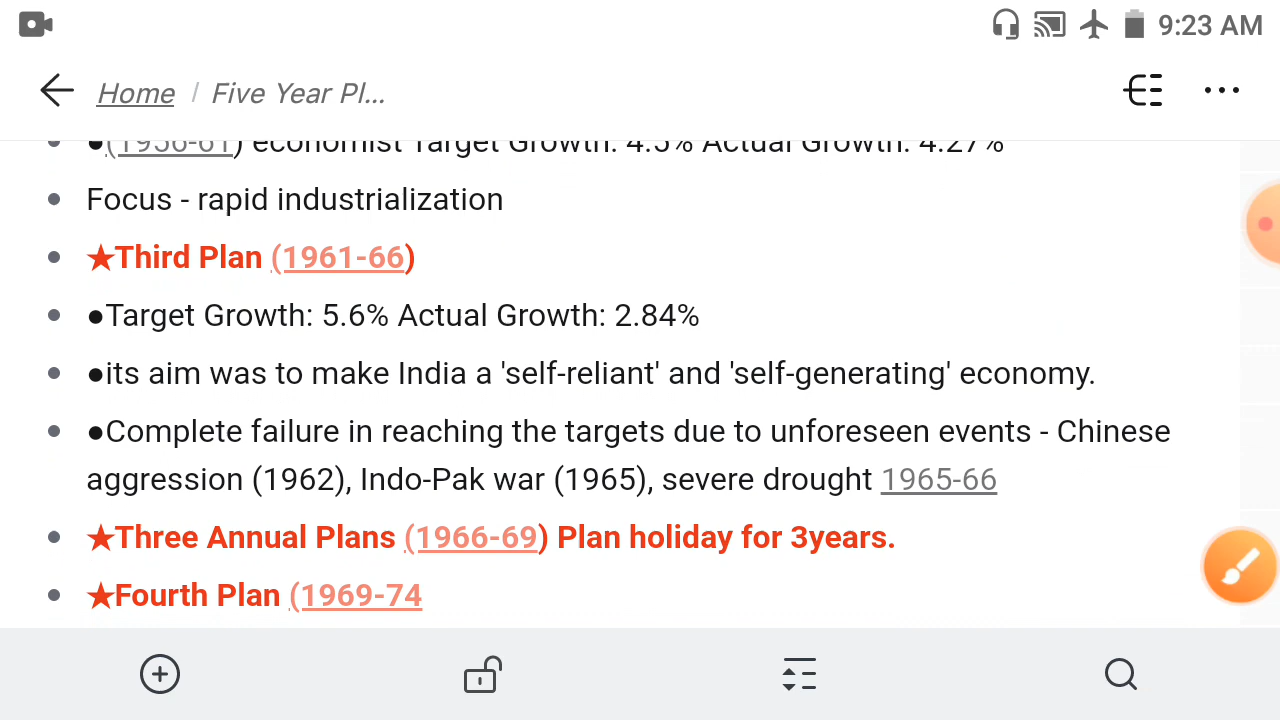 9:23 AM
Home / Five Year Pl...
●(1956-61) economist Target Growth: 4.5% Actual Growth: 4.27%
Focus - rapid industrialization
★Third Plan (1961-66)
●Target Growth: 5.6% Actual Growth: 2.84%
●its aim was to make India a 'self-reliant' and 'self-generating' economy.
●Complete failure in reaching the targets due to unforeseen events - Chinese
aggression (1962), Indo-Pak war (1965), severe drought 1965-66
★Three Annual Plans (1966-69) Plan holiday for 3years.
★Fourth Plan (1969-74